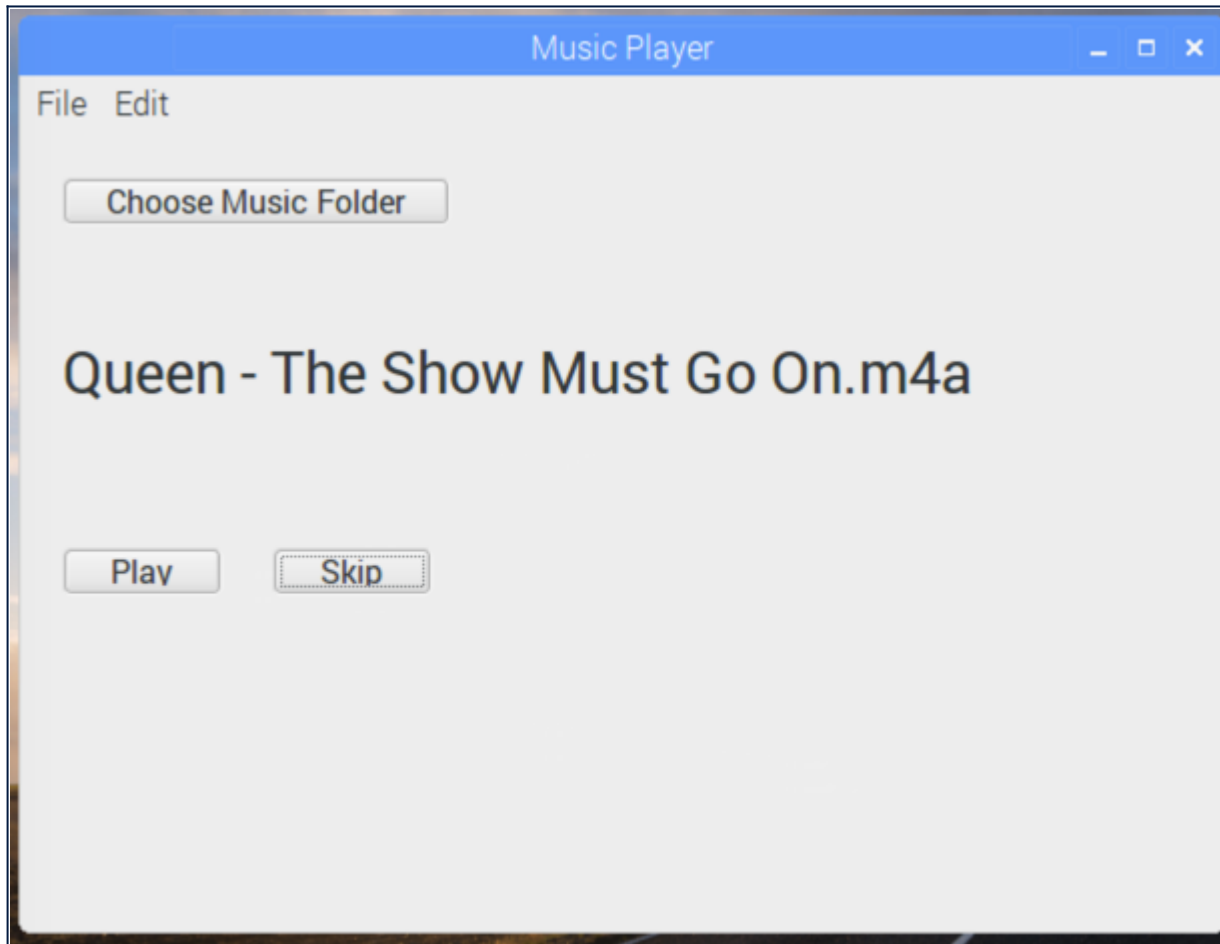 Music Player
File Edit
Choose Music Folder
Queen - The Show Must Go On.m4a
Play Skip